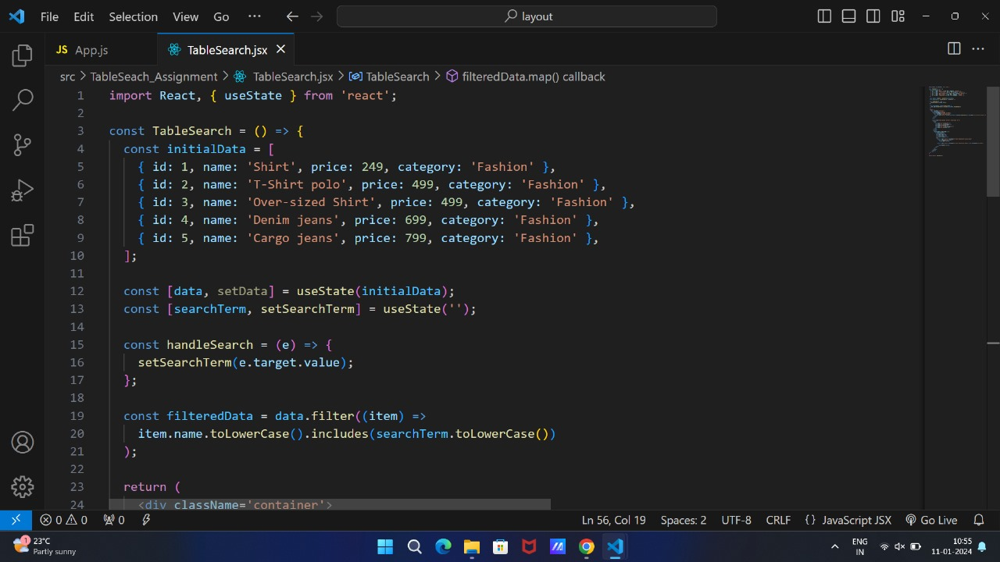 File Edit Selection View Go ··· layout
JS App.js TableSearch.jsx
src > TableSeach_Assignment > TableSearch.jsx > TableSearch > filteredData.map() callback
1 import React, { useState } from 'react';
2
3 const TableSearch = () => {
4 const initialData = [
5 { id: 1, name: 'Shirt', price: 249, category: 'Fashion' },
6 { id: 2, name: 'T-Shirt polo', price: 499, category: 'Fashion' },
7 { id: 3, name: 'Over-sized Shirt', price: 499, category: 'Fashion' },
8 { id: 4, name: 'Denim jeans', price: 699, category: 'Fashion' },
9 { id: 5, name: 'Cargo jeans', price: 799, category: 'Fashion' },
10 ];
11
12 const [data, setData] = useState(initialData);
13 const [searchTerm, setSearchTerm] = useState('');
14
15 const handleSearch = (e) => {
16 setSearchTerm(e.target.value);
17 };
18
19 const filteredData = data.filter((item) =>
20 item.name.toLowerCase().includes(searchTerm.toLowerCase())
21 );
22
23 return (
24 <div className='container'>
0 0 0 Ln 56, Col 19 Spaces: 2 UTF-8 CRLF {} JavaScript JSX Go Live
1 23°C ENG 10:55
Partly sunny IN 11-01-2024